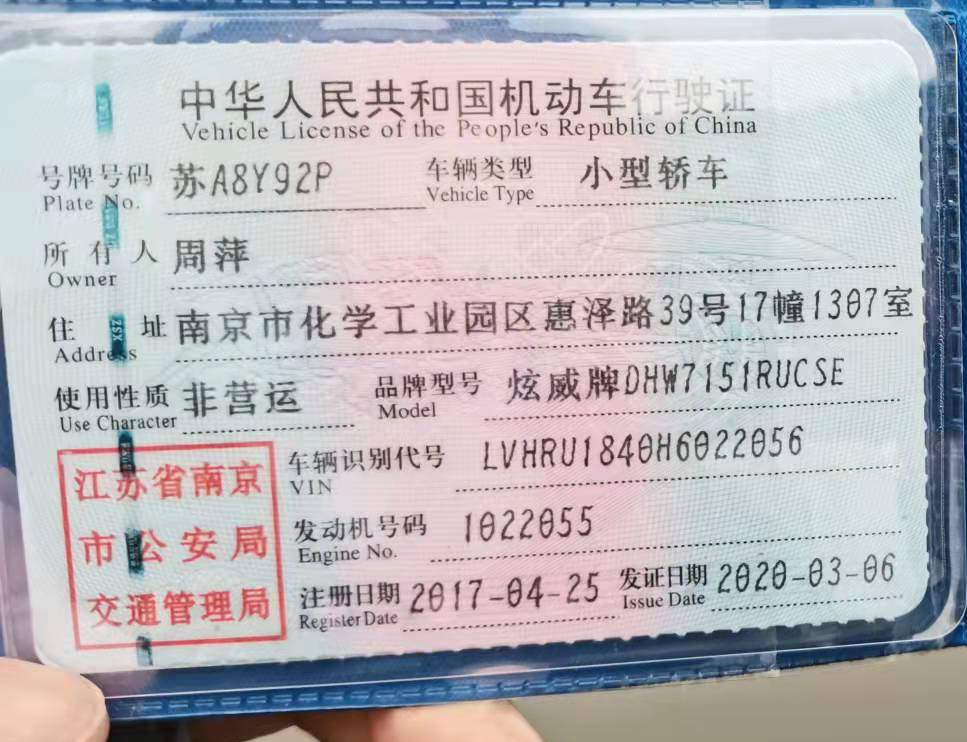 中华人民共和国机动车行驶证
Vehicle License of the People's Republic of China
号牌号码 苏A8Y92P 车辆类型 小型轿车
Plate No. Vehicle Type
所有人 周萍
Owner
住址 南京市化学工业园区惠泽路39号17幢1307室
Address
使用性质 非营运 品牌型号 炫威牌DHW7151RUCSE
Use Character Model
车辆识别代号 LVHRU1840H6022056
VIN
发动机号码 1022055
Engine No.
注册日期 2017-04-25 发证日期 2020-03-06
Register Date Issue Date
江苏省南京
市公安局
交通管理局
XSZ